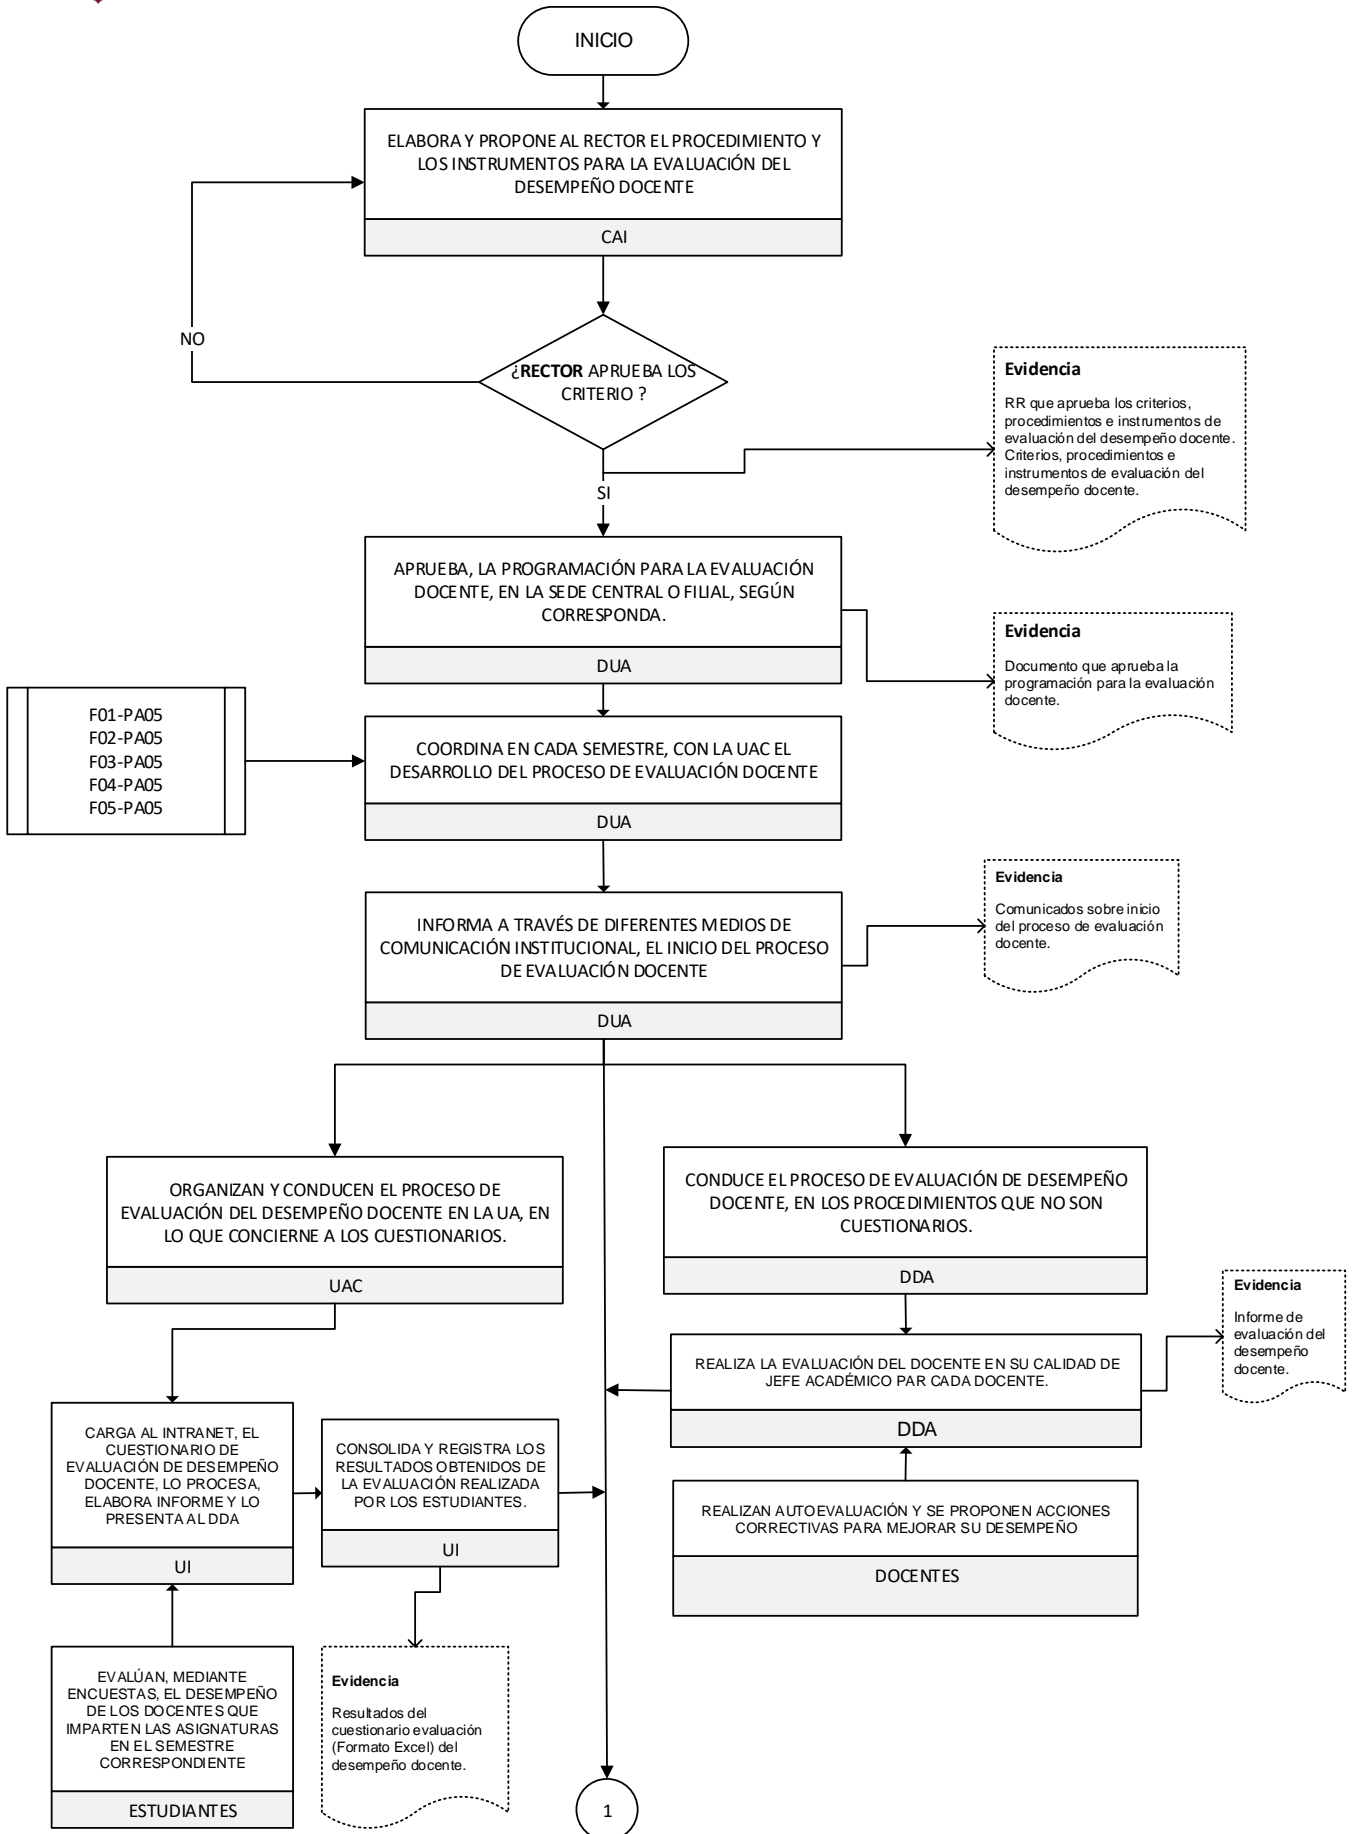 INICIO
ELABORA Y PROPONE AL RECTOR EL PROCEDIMIENTO Y
LOS INSTRUMENTOS PARA LA EVALUACIÓN DEL
DESEMPEÑO DOCENTE
CAI
NO
¿RECTOR APRUEBA LOS
CRITERIO ?
Evidencia
RR que aprueba los criterios,
procedimientos e instrumentos de
evaluación del desempeño docente.
Criterios, procedimientos e
instrumentos de evaluación del
desempeño docente.
SI
APRUEBA, LA PROGRAMACIÓN PARA LA EVALUACIÓN
DOCENTE, EN LA SEDE CENTRAL O FILIAL, SEGÚN
CORRESPONDA.
DUA
Evidencia
Documento que aprueba la
programación para la evaluación
docente.
F01-PA05
F02-PA05
F03-PA05
F04-PA05
F05-PA05
COORDINA EN CADA SEMESTRE, CON LA UAC EL
DESARROLLO DEL PROCESO DE EVALUACIÓN DOCENTE
DUA
INFORMA A TRAVÉS DE DIFERENTES MEDIOS DE
COMUNICACIÓN INSTITUCIONAL, EL INICIO DEL PROCESO
DE EVALUACIÓN DOCENTE
DUA
Evidencia
Comunicados sobre inicio
del proceso de evaluación
docente.
ORGANIZAN Y CONDUCEN EL PROCESO DE
EVALUACIÓN DEL DESEMPEÑO DOCENTE EN LA UA, EN
LO QUE CONCIERNE A LOS CUESTIONARIOS.
UAC
CONDUCE EL PROCESO DE EVALUACIÓN DE DESEMPEÑO
DOCENTE, EN LOS PROCEDIMIENTOS QUE NO SON
CUESTIONARIOS.
DDA
REALIZA LA EVALUACIÓN DEL DOCENTE EN SU CALIDAD DE
JEFE ACADÉMICO PAR CADA DOCENTE.
DDA
Evidencia
Informe de
evaluación del
desempeño
docente.
CARGA AL INTRANET, EL
CUESTIONARIO DE
EVALUACIÓN DE DESEMPEÑO
DOCENTE, LO PROCESA,
ELABORA INFORME Y LO
PRESENTA AL DDA
UI
CONSOLIDA Y REGISTRA LOS
RESULTADOS OBTENIDOS DE
LA EVALUACIÓN REALIZADA
POR LOS ESTUDIANTES.
UI
REALIZAN AUTOEVALUACIÓN Y SE PROPONEN ACCIONES
CORRECTIVAS PARA MEJORAR SU DESEMPEÑO
DOCENTES
EVALÚAN, MEDIANTE
ENCUESTAS, EL DESEMPEÑO
DE LOS DOCENTES QUE
IMPARTEN LAS ASIGNATURAS
EN EL SEMESTRE
CORRESPONDIENTE
ESTUDIANTES
Evidencia
Resultados del
cuestionario evaluación
(Formato Excel) del
desempeño docente.
1